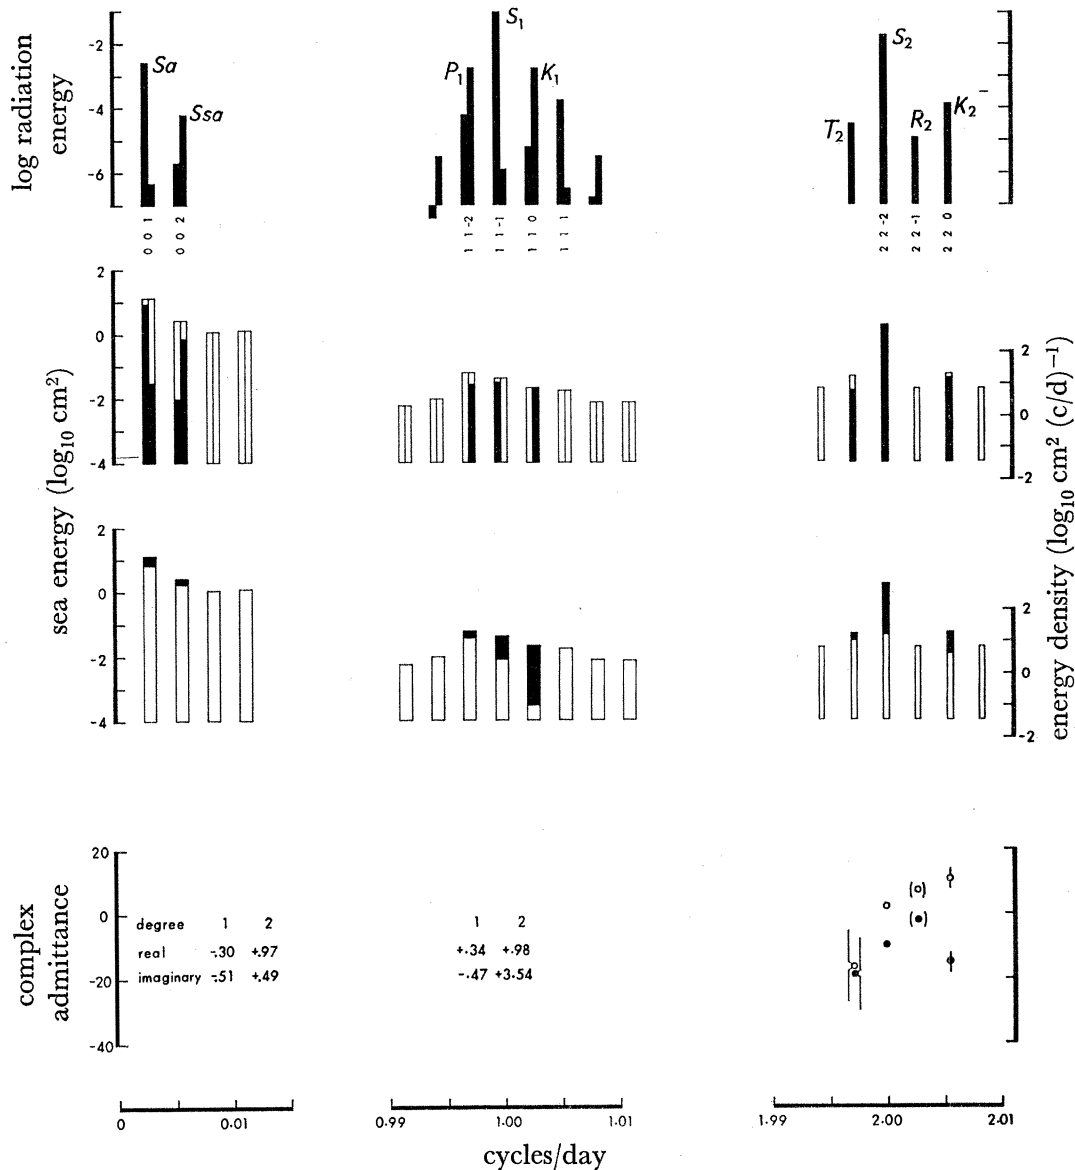 log radiation energy
-2
-4
-6
Sa
Ssa
P1
S1
K1
T2
S2
R2
K2
0 0 1
0 0 2
1 1 -2
1 1 -1
1 1 0
1 1 1
2 2 -2
2 2 -1
2 2 0
sea energy (log10 cm²)
2
0
-2
-4
2
0
-2
energy density (log10 cm² (c/d)−1)
2
0
-2
-4
2
0
-2
complex admittance
20
0
-20
-40
degree 1 2
real -.30 +.97
imaginary -.51 +.49
1 2
+.34 +.98
-.47 +3.54
0 0.01
0.99 1.00 1.01
1.99 2.00 2.01
cycles/day